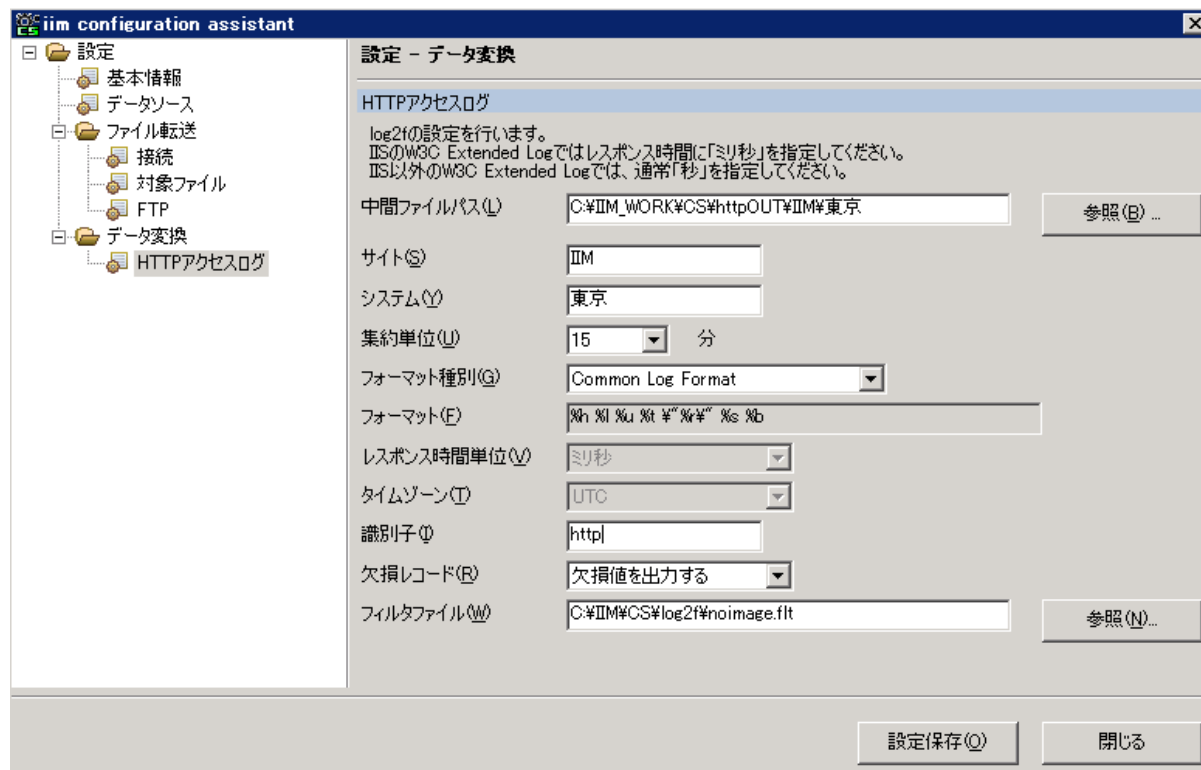 iim configuration assistant
設定
基本情報
データソース
ファイル転送
接続
対象ファイル
FTP
データ変換
HTTPアクセスログ
設定 - データ変換
HTTPアクセスログ
log2fの設定を行います。
IISのW3C Extended Logではレスポンス時間に「ミリ秒」を指定してください。
IIS以外のW3C Extended Logでは、通常「秒」を指定してください。
中間ファイルパス(L) C:¥IIM_WORK¥CS¥httpOUT¥IIM¥東京 参照(B) ...
サイト(S) IIM
システム(Y) 東京
集約単位(U) 15 分
フォーマット種別(G) Common Log Format
フォーマット(F) %h %l %u %t ¥"%r¥" %s %b
レスポンス時間単位(V) ミリ秒
タイムゾーン(T) UTC
識別子(I) http
欠損レコード(R) 欠損値を出力する
フィルタファイル(W) C:¥IIM¥CS¥log2f¥noimage.flt 参照(N)...
設定保存(O) 閉じる